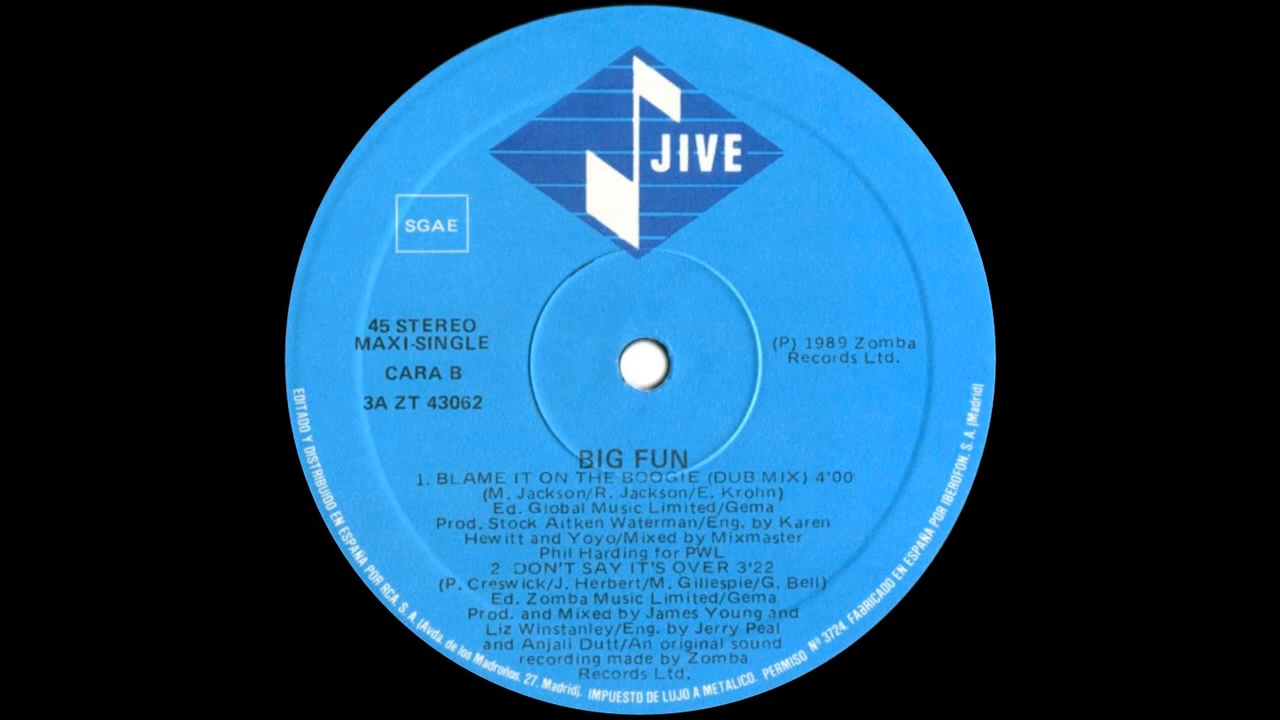 JIVE
SGAE
45 STEREO
MAXI-SINGLE
CARA B
3A ZT 43062
(P) 1989 Zomba
Records Ltd.
BIG FUN
1. BLAME IT ON THE BOOGIE (DUB MIX) 4'00
(M. Jackson/R. Jackson/E. Krohn)
Ed. Global Music Limited/Gema
Prod. Stock Aitken Waterman/Eng. by Karen
Hewitt and Yoyo/Mixed by Mixmaster
Phil Harding for PWL
2 DON'T SAY IT'S OVER 3'22
(P. Creswick/J. Herbert/M. Gillespie/G. Bell)
Ed. Zomba Music Limited/Gema
Prod. and Mixed by James Young and
Liz Winstanley/Eng. by Jerry Peal
and Anjali Dutt/An original sound
recording made by Zomba
Records Ltd.
EDITADO Y DISTRIBUIDO EN ESPAÑA POR RCA, S. A. (Avda. de los Madroños, 27. Madrid). IMPUESTO DE LUJO A METALICO. PERMISO Nº 3724. FABRICADO EN ESPAÑA POR IBEROFON, S. A. (Madrid)